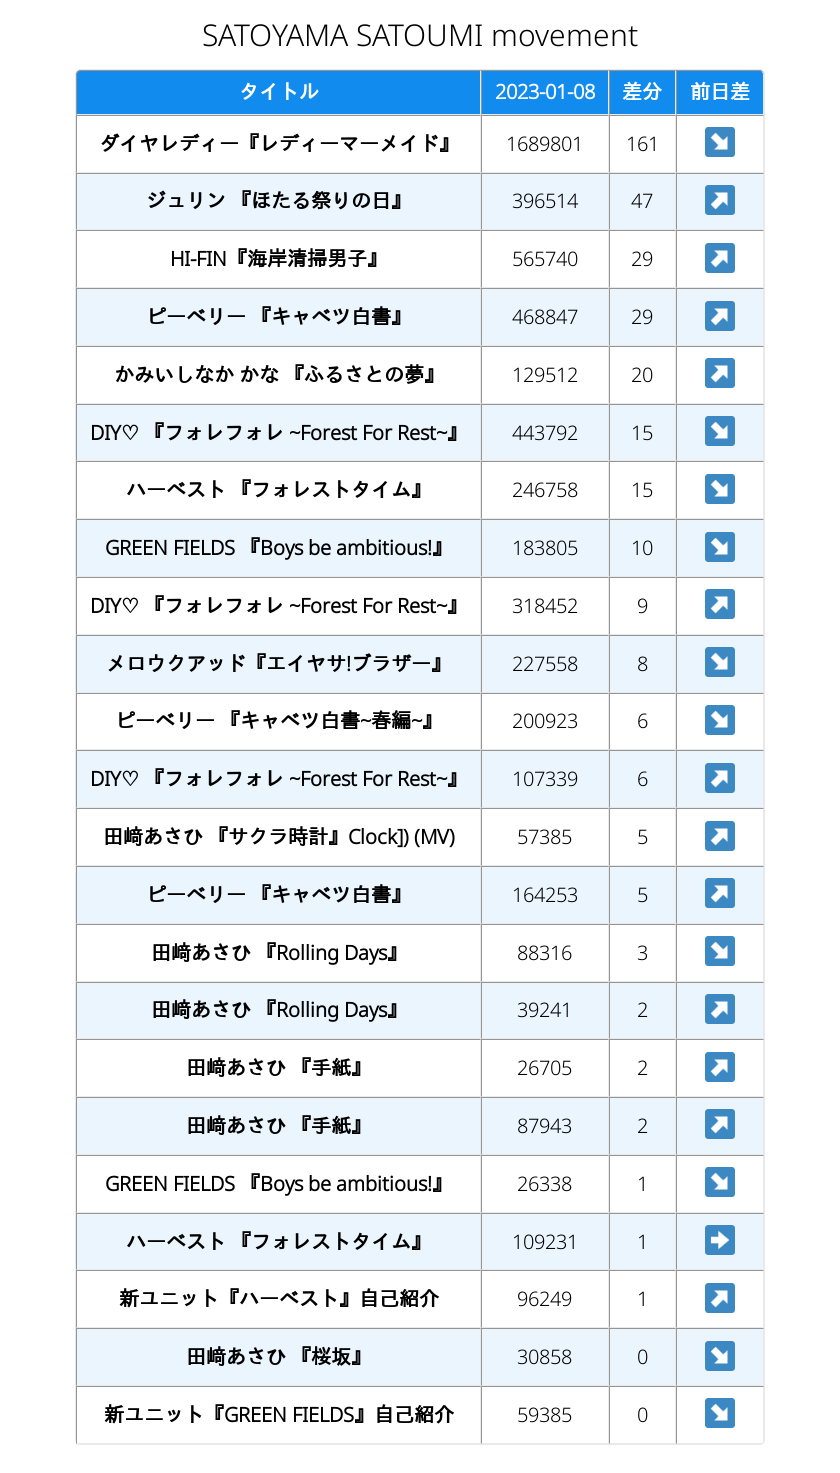 SATOYAMA SATOUMI movement
タイトル 2023-01-08 差分 前日差
ダイヤレディー『レディーマーメイド』 1689801 161 ↘
ジュリン 『ほたる祭りの日』 396514 47 ↗
HI-FIN『海岸清掃男子』 565740 29 ↗
ピーベリー 『キャベツ白書』 468847 29 ↗
かみいしなか かな 『ふるさとの夢』 129512 20 ↗
DIY♡ 『フォレフォレ ~Forest For Rest~』 443792 15 ↘
ハーベスト 『フォレストタイム』 246758 15 ↘
GREEN FIELDS 『Boys be ambitious!』 183805 10 ↘
DIY♡ 『フォレフォレ ~Forest For Rest~』 318452 9 ↗
メロウクアッド『エイヤサ!ブラザー』 227558 8 ↘
ピーベリー 『キャベツ白書~春編~』 200923 6 ↘
DIY♡ 『フォレフォレ ~Forest For Rest~』 107339 6 ↗
田﨑あさひ 『サクラ時計』Clock]) (MV) 57385 5 ↗
ピーベリー 『キャベツ白書』 164253 5 ↗
田﨑あさひ 『Rolling Days』 88316 3 ↘
田﨑あさひ 『Rolling Days』 39241 2 ↗
田﨑あさひ 『手紙』 26705 2 ↗
田﨑あさひ 『手紙』 87943 2 ↗
GREEN FIELDS 『Boys be ambitious!』 26338 1 ↘
ハーベスト 『フォレストタイム』 109231 1 ➡
新ユニット『ハーベスト』自己紹介 96249 1 ↗
田﨑あさひ 『桜坂』 30858 0 ↘
新ユニット『GREEN FIELDS』自己紹介 59385 0 ↘